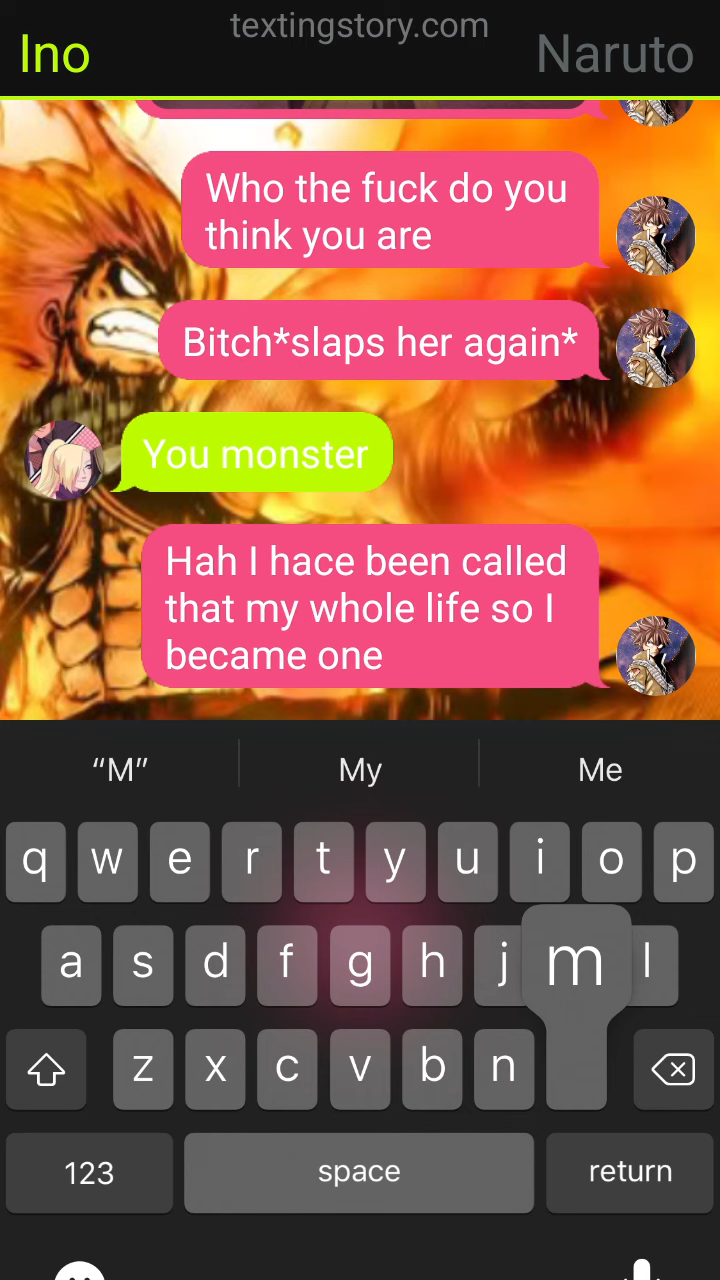 textingstory.com
Ino
Naruto
Who the fuck do you
think you are
Bitch*slaps her again*
You monster
Hah I hace been called
that my whole life so I
became one
“M”
My
Me
q w e r t y u i o p
a s d f g h j m l
z x c v b n
123
space
return